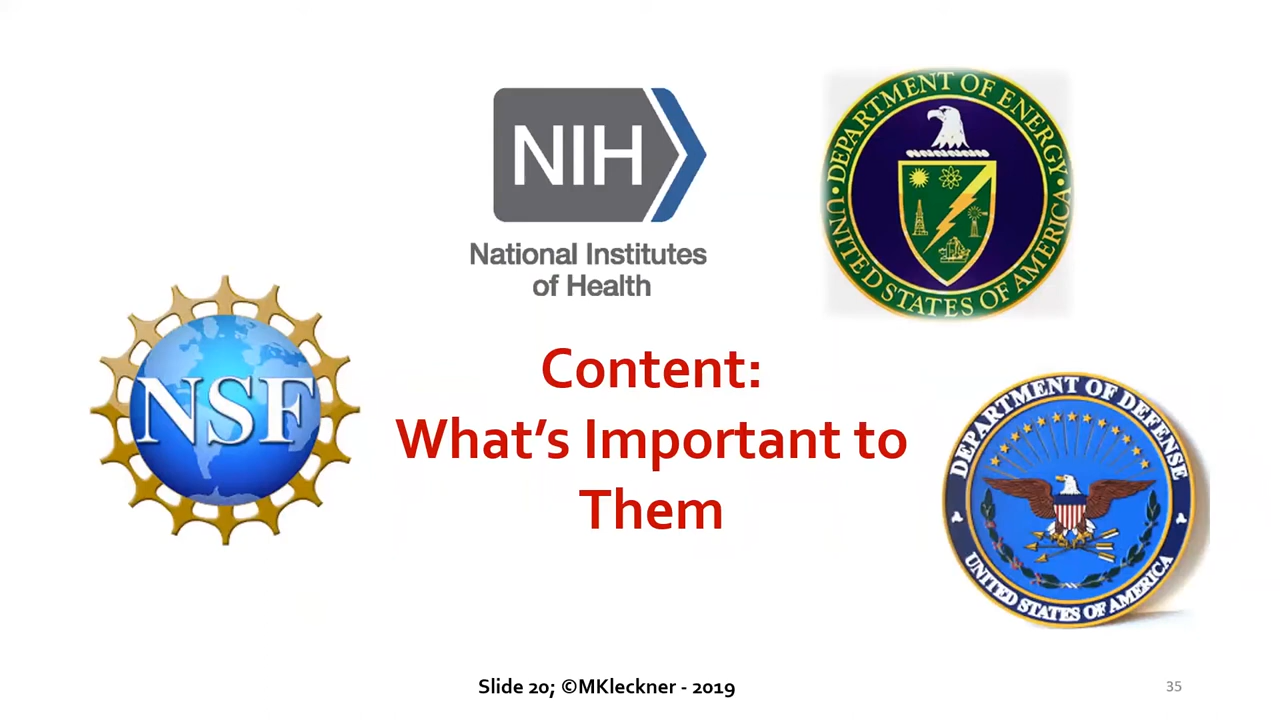 NIH
National Institutes
of Health
DEPARTMENT OF ENERGY
UNITED STATES OF AMERICA
NSF
Content:
What's Important to
Them
DEPARTMENT OF DEFENSE
UNITED STATES OF AMERICA
Slide 20; ©MKleckner - 2019
35